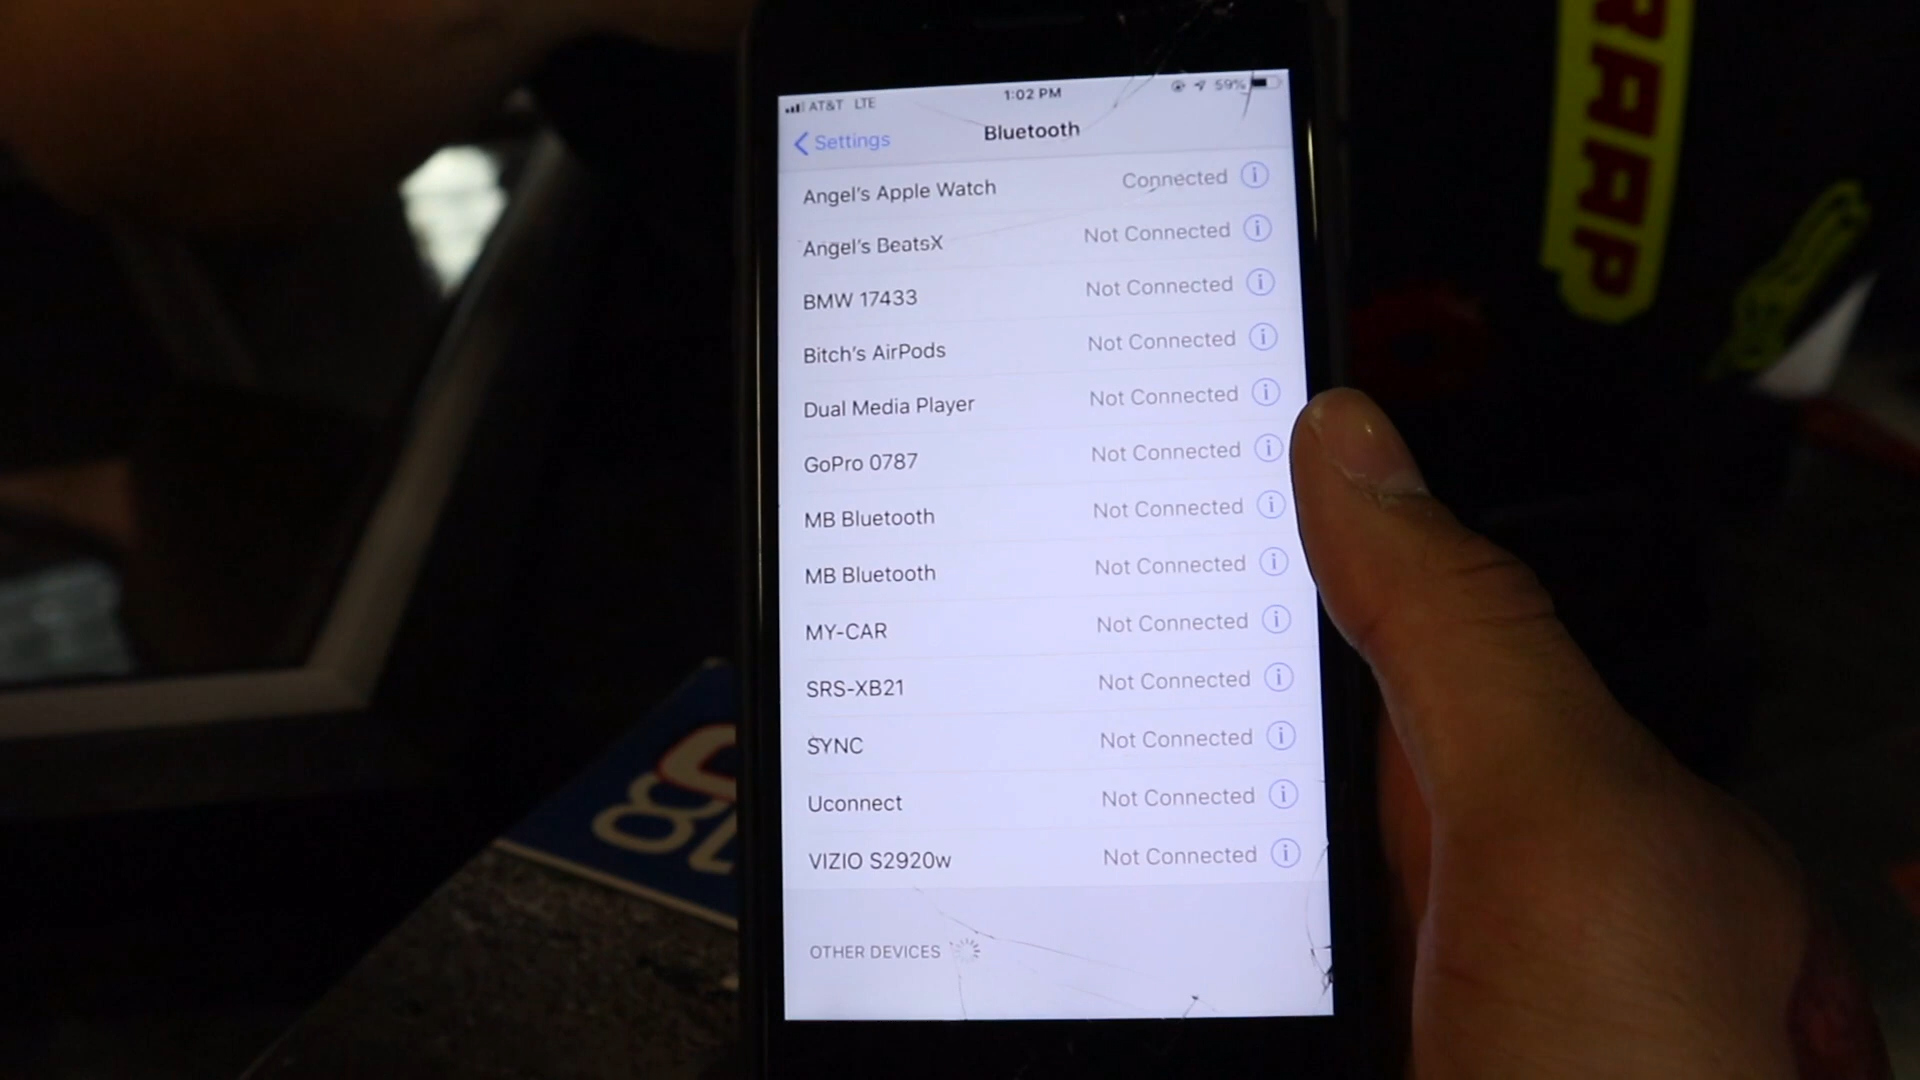 AT&T LTE 1:02 PM 59%
Settings Bluetooth
Angel's Apple Watch Connected
Angel's BeatsX Not Connected
BMW 17433 Not Connected
Bitch's AirPods Not Connected
Dual Media Player Not Connected
GoPro 0787 Not Connected
MB Bluetooth Not Connected
MB Bluetooth Not Connected
MY-CAR Not Connected
SRS-XB21 Not Connected
SYNC Not Connected
Uconnect Not Connected
VIZIO S2920w Not Connected
OTHER DEVICES
RAAP